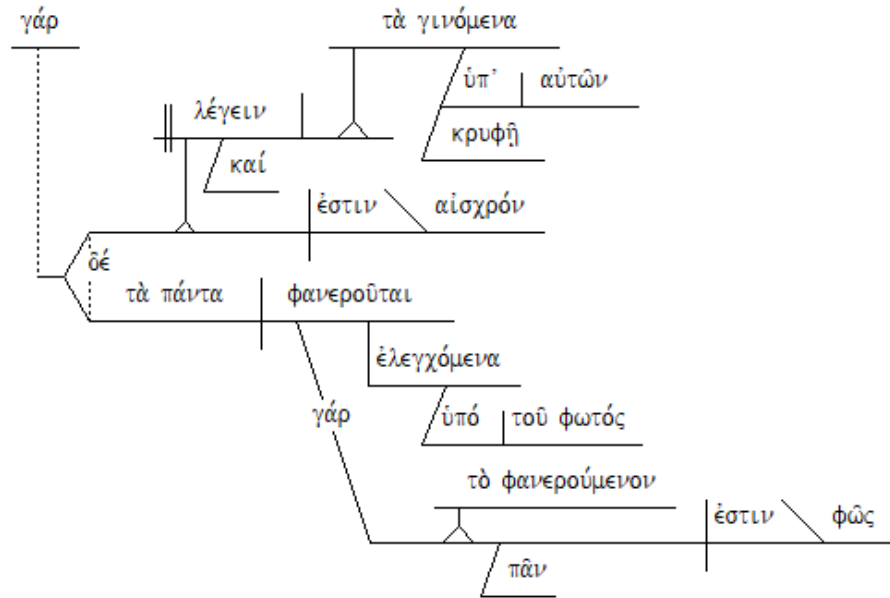 γάρ τὰ γινόμενα
ὑπ’ αὐτῶν
λέγειν
κρυφῇ
καί
ἐστιν αἰσχρόν
δέ
τὰ πάντα φανεροῦται
ἐλεγχόμενα
γάρ ὑπό τοῦ φωτός
τὸ φανερούμενον
ἐστιν φῶς
πᾶν